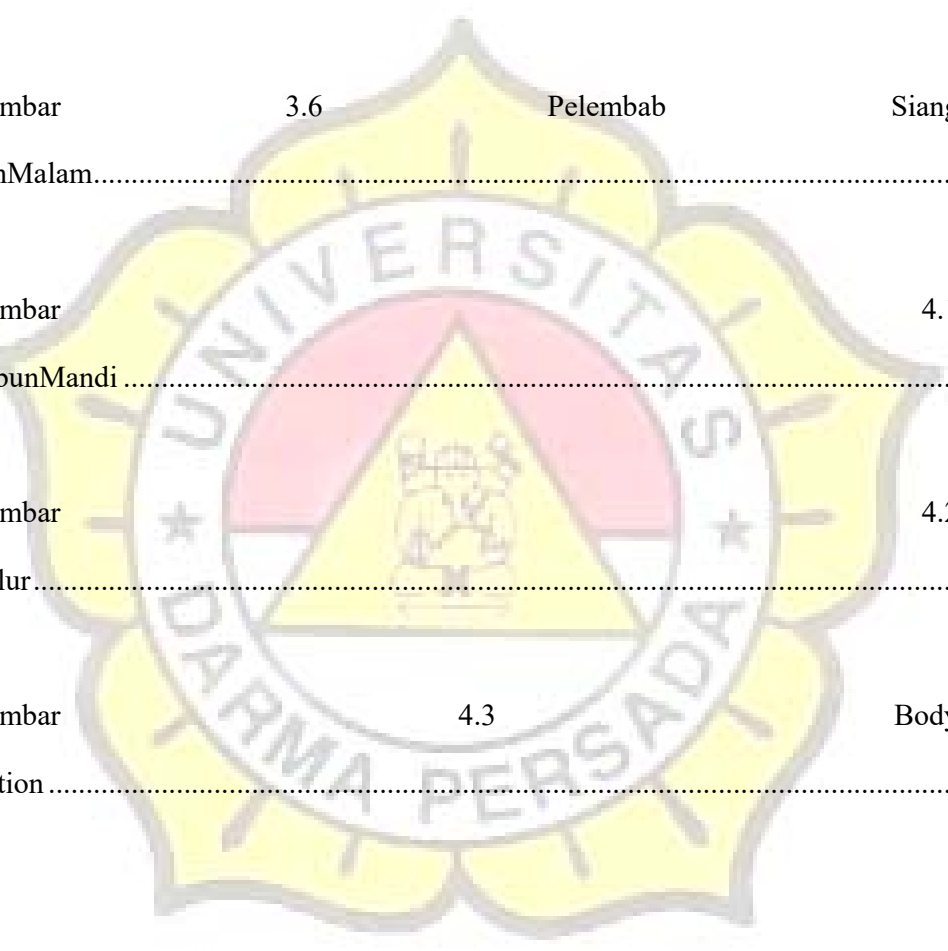 mbar 3.6 Pelembab Siang
nMalam
mbar 4.
bunMandi
mbar 4.2
lur
mbar 4.3 Body
tion
UNIVERSITAS
DARMA PERSADA